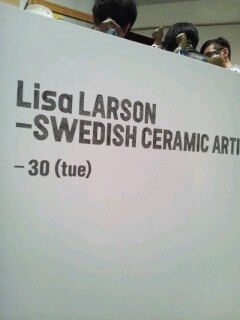 Lisa LARSON
–SWEDISH CERAMIC ARTI
– 30 (tue)